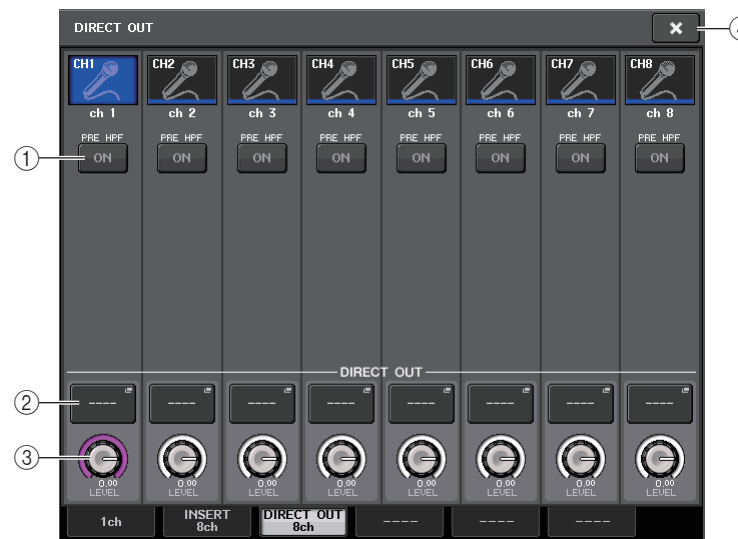 DIRECT OUT
CH1 CH2 CH3 CH4 CH5 CH6 CH7 CH8
ch 1 ch 2 ch 3 ch 4 ch 5 ch 6 ch 7 ch 8
PRE HPF PRE HPF PRE HPF PRE HPF PRE HPF PRE HPF PRE HPF PRE HPF
① ON ON ON ON ON ON ON ON
DIRECT OUT
② ---- ---- ---- ---- ---- ---- ---- ----
③
0.00 0.00 0.00 0.00 0.00 0.00 0.00 0.00
LEVEL LEVEL LEVEL LEVEL LEVEL LEVEL LEVEL LEVEL
1ch INSERT 8ch DIRECT OUT 8ch ---- ---- ----